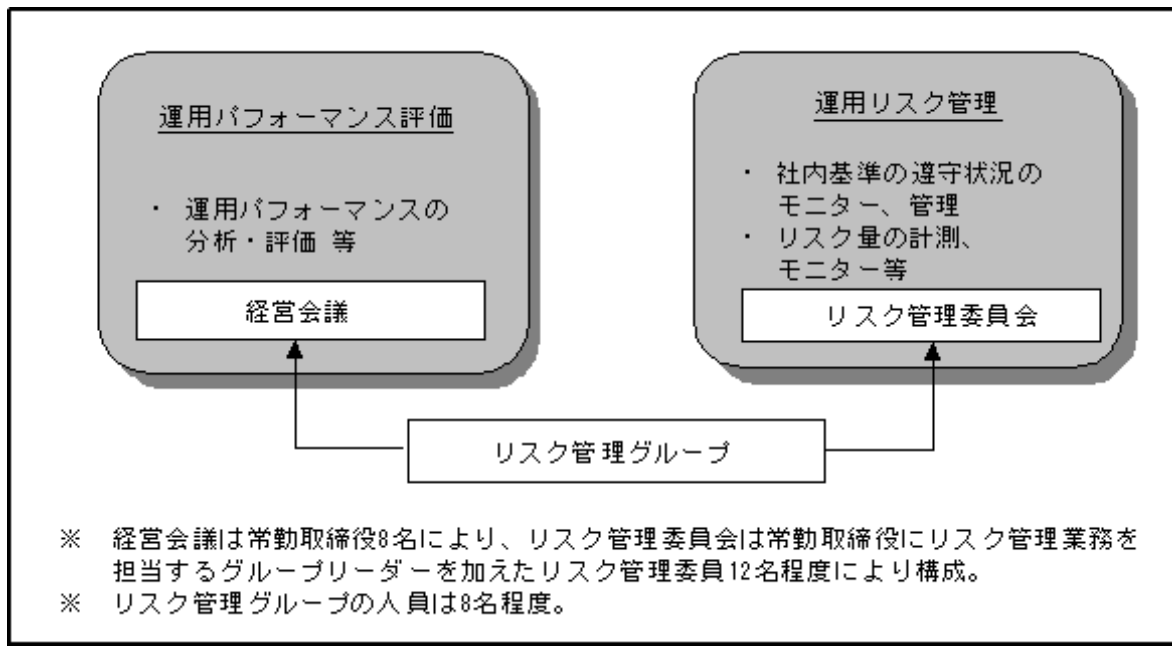 運用パフォーマンス評価
・ 運用パフォーマンスの
分析・評価 等
経営会議
運用リスク管理
・ 社内基準の遵守状況の
モニター、管理
・ リスク量の計測、
モニター等
リスク管理委員会
リスク管理グループ
※ 経営会議は常勤取締役8名により、リスク管理委員会は常勤取締役にリスク管理業務を
担当するグループリーダーを加えたリスク管理委員12名程度により構成。
※ リスク管理グループの人員は8名程度。